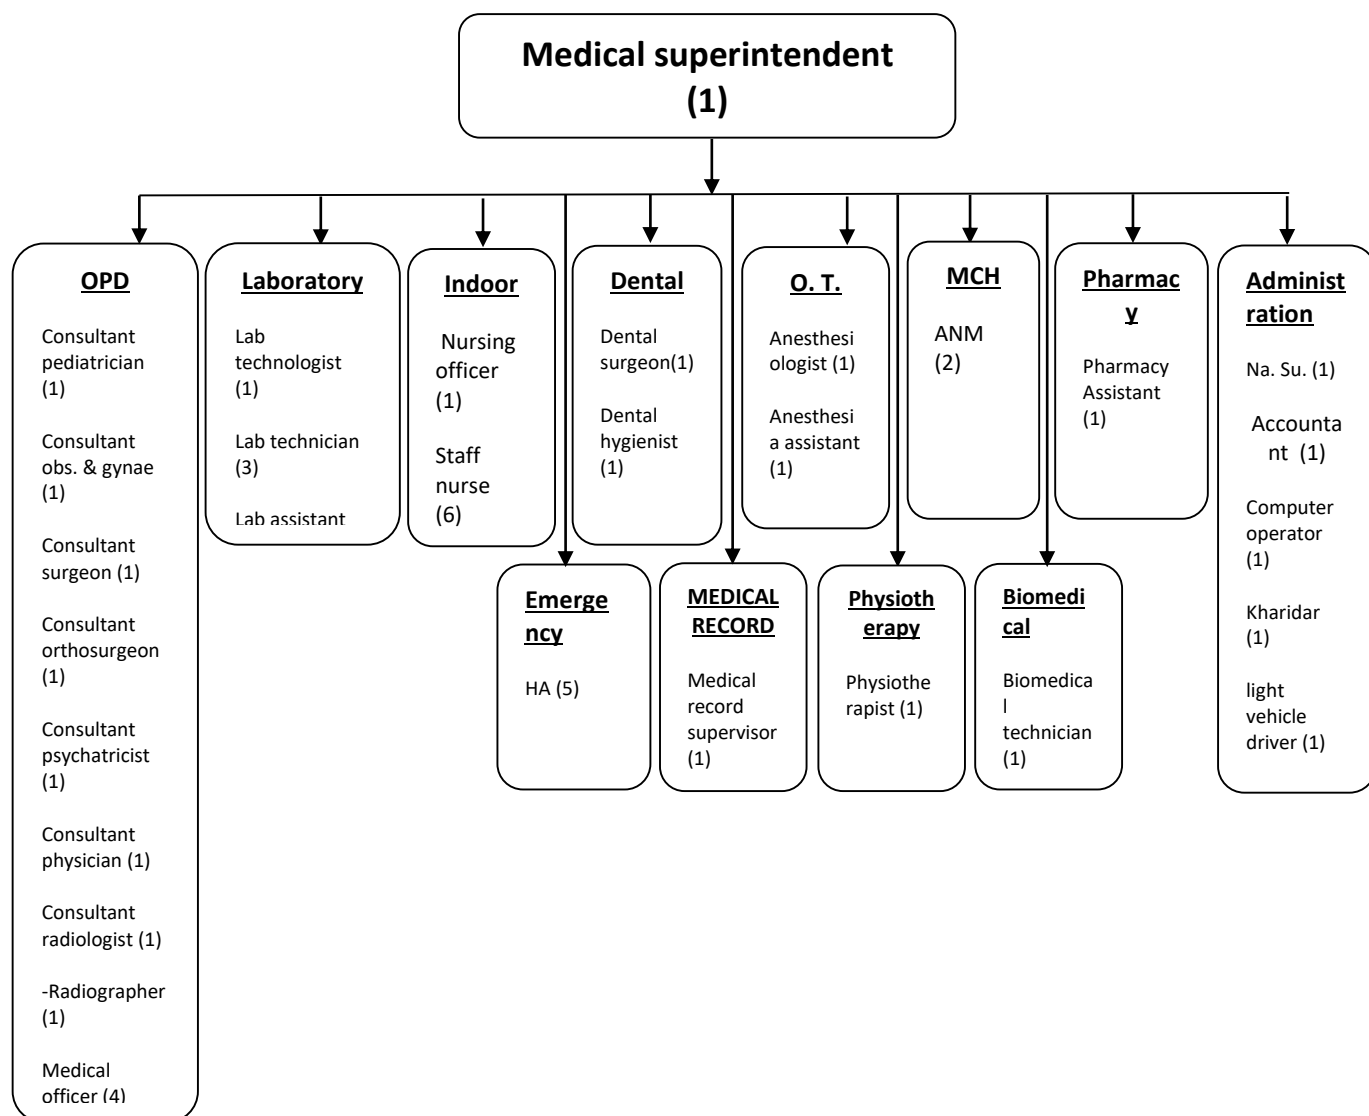 Medical superintendent
(1)
OPD
Consultant
pediatrician
(1)
Consultant
obs. & gynae
(1)
Consultant
surgeon (1)
Consultant
orthosurgeon
(1)
Consultant
psychatricist
(1)
Consultant
physician (1)
Consultant
radiologist (1)
-Radiographer
(1)
Medical
officer (4)
Laboratory
Lab
technologist
(1)
Lab technician
(3)
Lab assistant
Indoor
Nursing
officer
(1)
Staff
nurse
(6)
Dental
Dental
surgeon(1)
Dental
hygienist
(1)
O. T.
Anesthesi
ologist (1)
Anesthesi
a assistant
(1)
MCH
ANM
(2)
Pharmac
y
Pharmacy
Assistant
(1)
Administ
ration
Na. Su. (1)
Accounta
nt (1)
Computer
operator
(1)
Kharidar
(1)
light
vehicle
driver (1)
Emerge
ncy
HA (5)
MEDICAL
RECORD
Medical
record
supervisor
(1)
Physioth
erapy
Physiothe
rapist (1)
Biomedi
cal
Biomedica
l
technician
(1)